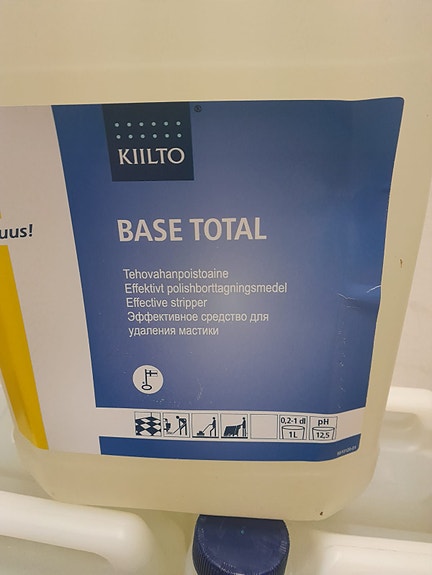 ®
KIILTO
uus!
BASE TOTAL
Tehovahanpoistoaine
Effektivt polishborttagningsmedel
Effective stripper
Эффективное средство для
удаления мастики
0,2-1 dl
1L
pH
12,5